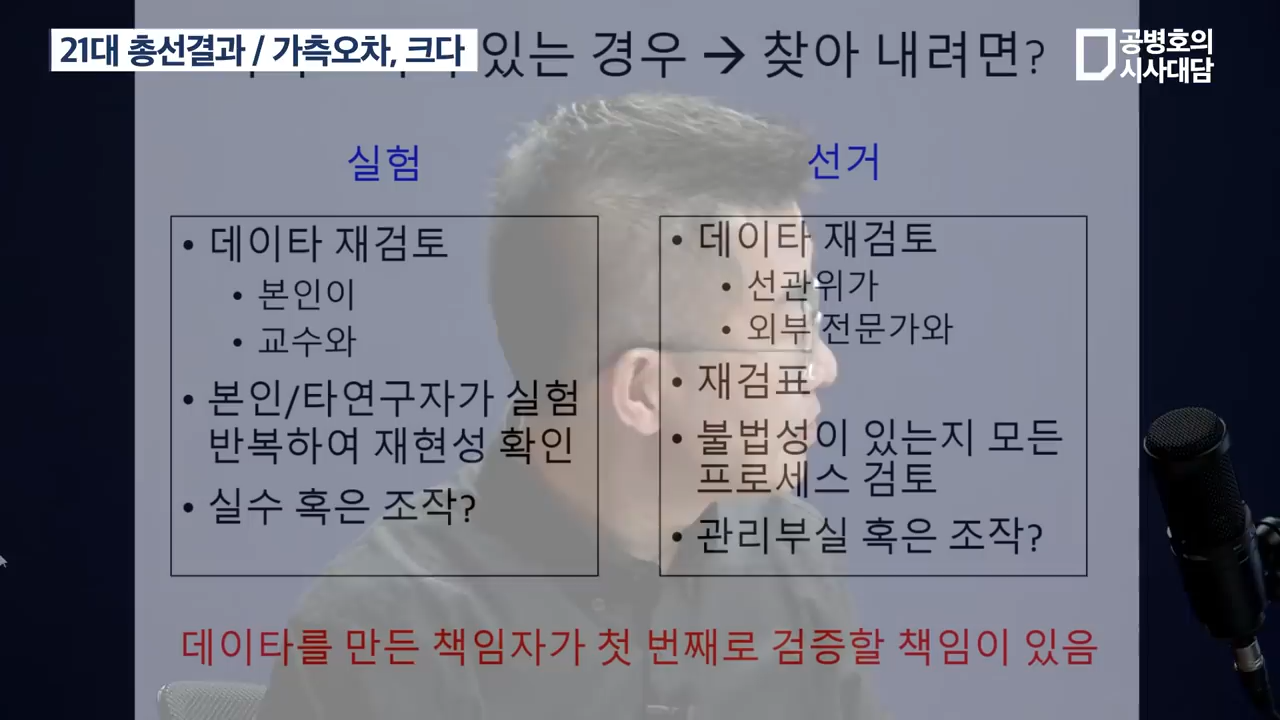 21대 총선결과 / 가측오차, 크다
있는 경우 → 찾아 내려면?
공병호의
시사대담
실험
• 데이타 재검토
• 본인이
• 교수와
• 본인/타연구자가 실험
반복하여 재현성 확인
• 실수 혹은 조작?
선거
• 데이타 재검토
• 선관위가
• 외부 전문가와
• 재검표
• 불법성이 있는지 모든
프로세스 검토
• 관리부실 혹은 조작?
데이타를 만든 책임자가 첫 번째로 검증할 책임이 있음